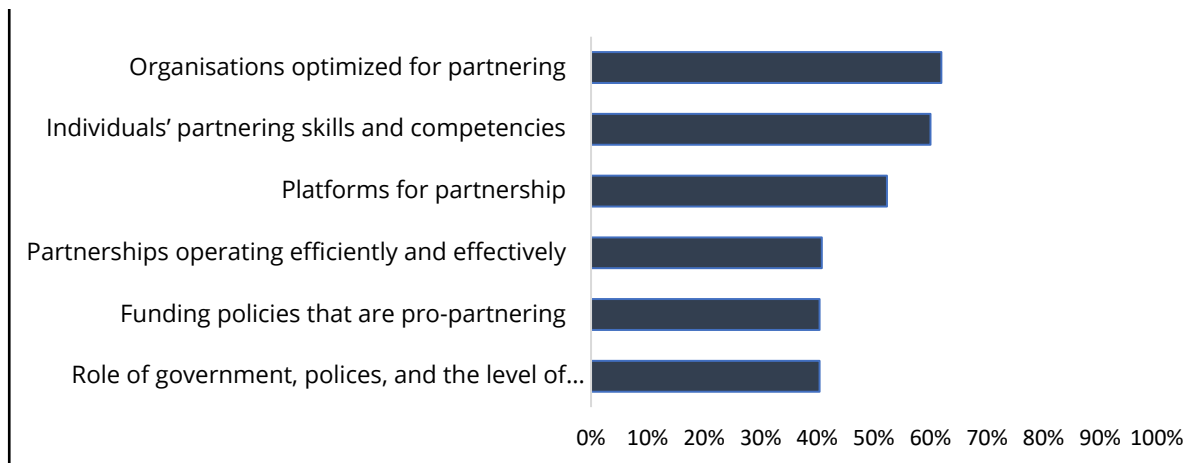 Organisations optimized for partnering
Individuals’ partnering skills and competencies
Platforms for partnership
Partnerships operating efficiently and effectively
Funding policies that are pro-partnering
Role of government, polices, and the level of...
0% 10% 20% 30% 40% 50% 60% 70% 80% 90% 100%